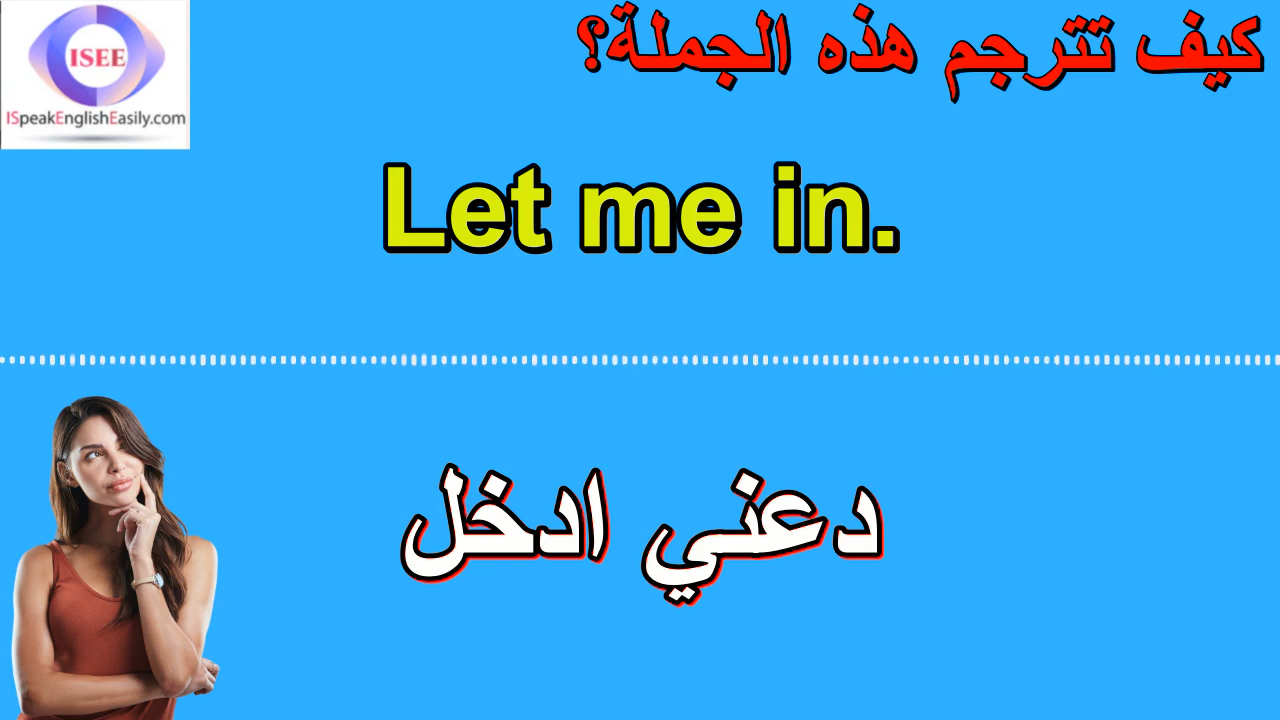 ISEE
ISpeakEnglishEasily.com
كيف تترجم هذه الجملة؟
Let me in.
دعني ادخل